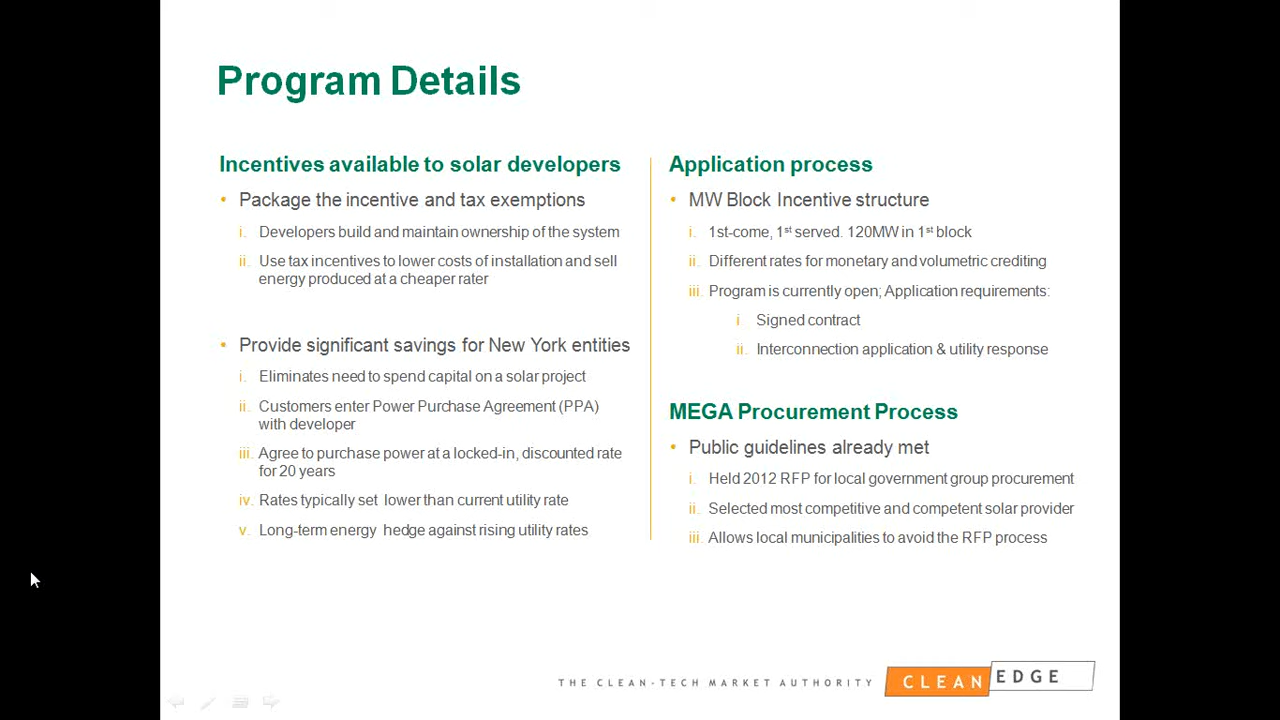 Program Details
Incentives available to solar developers
• Package the incentive and tax exemptions
i. Developers build and maintain ownership of the system
ii. Use tax incentives to lower costs of installation and sell
energy produced at a cheaper rater
• Provide significant savings for New York entities
i. Eliminates need to spend capital on a solar project
ii. Customers enter Power Purchase Agreement (PPA)
with developer
iii. Agree to purchase power at a locked-in, discounted rate
for 20 years
iv. Rates typically set lower than current utility rate
v. Long-term energy hedge against rising utility rates
Application process
• MW Block Incentive structure
i. 1st-come, 1st served. 120MW in 1st block
ii. Different rates for monetary and volumetric crediting
iii. Program is currently open; Application requirements:
i. Signed contract
ii. Interconnection application & utility response
MEGA Procurement Process
• Public guidelines already met
i. Held 2012 RFP for local government group procurement
ii. Selected most competitive and competent solar provider
iii. Allows local municipalities to avoid the RFP process
THE CLEAN-TECH MARKET AUTHORITY
CLEAN EDGE